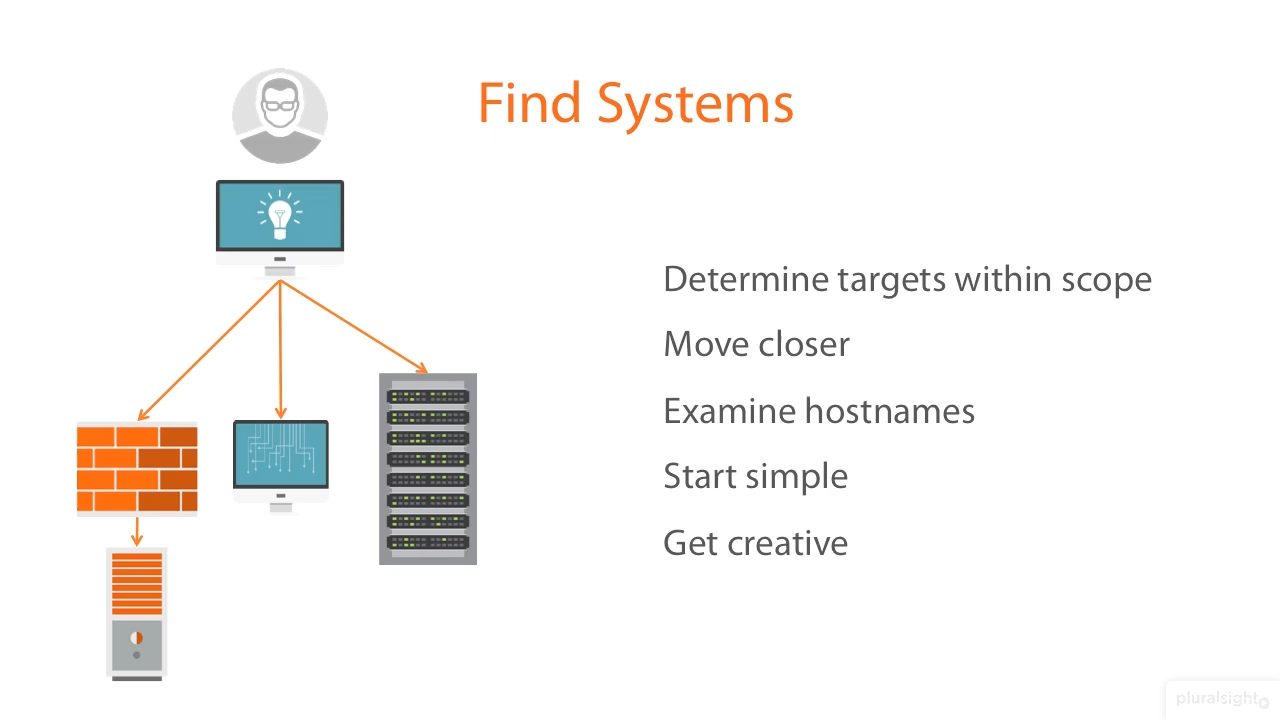 Find Systems
Determine targets within scope
Move closer
Examine hostnames
Start simple
Get creative
pluralsight